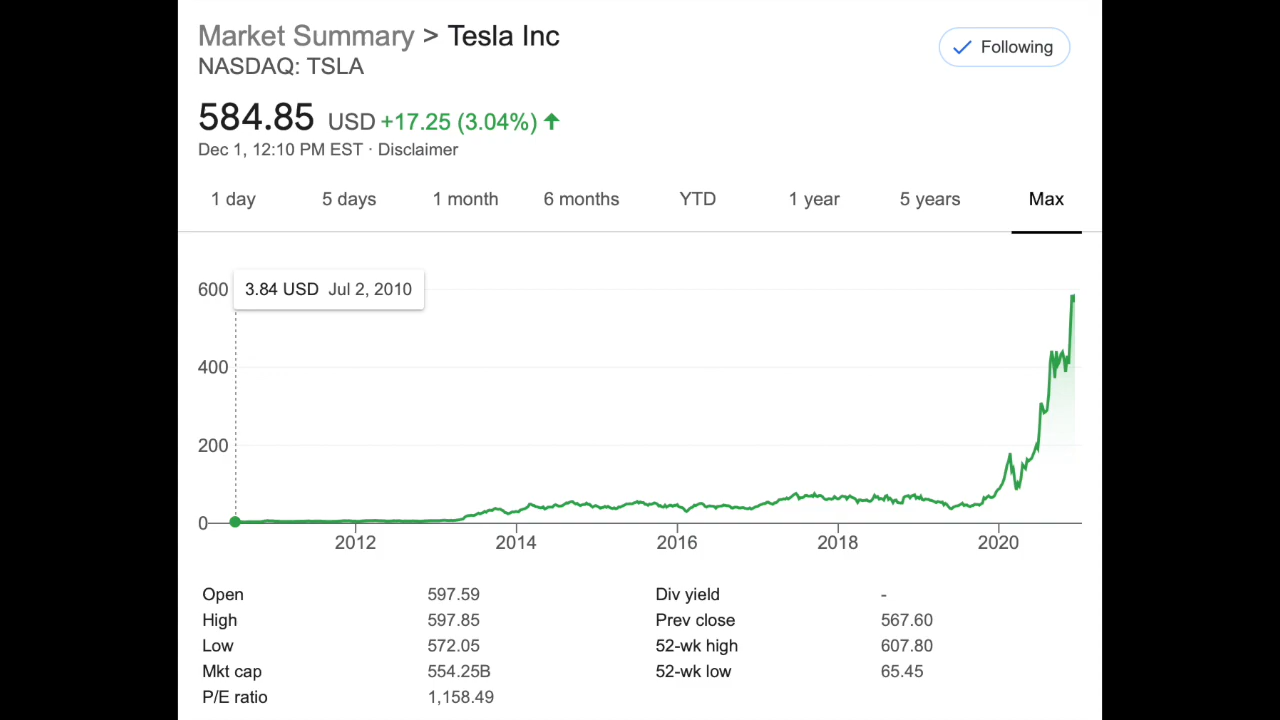 Market Summary > Tesla Inc
Following
NASDAQ: TSLA
584.85 USD +17.25 (3.04%)
Dec 1, 12:10 PM EST · Disclaimer
1 day 5 days 1 month 6 months YTD 1 year 5 years Max
600
3.84 USD Jul 2, 2010
400
200
0
2012 2014 2016 2018 2020
Open 597.59 Div yield -
High 597.85 Prev close 567.60
Low 572.05 52-wk high 607.80
Mkt cap 554.25B 52-wk low 65.45
P/E ratio 1,158.49